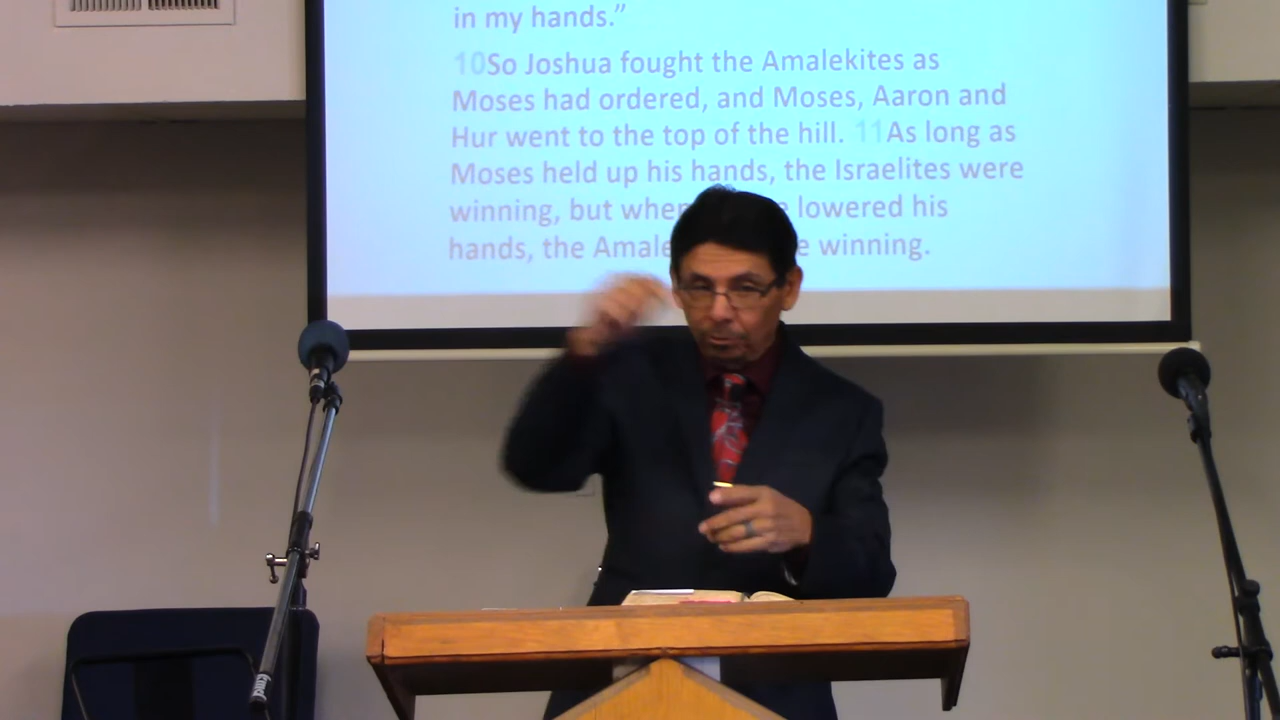 in my hands.”
10So Joshua fought the Amalekites as
Moses had ordered, and Moses, Aaron and
Hur went to the top of the hill. 11As long as
Moses held up his hands, the Israelites were
winning, but when lowered his
hands, the winning.